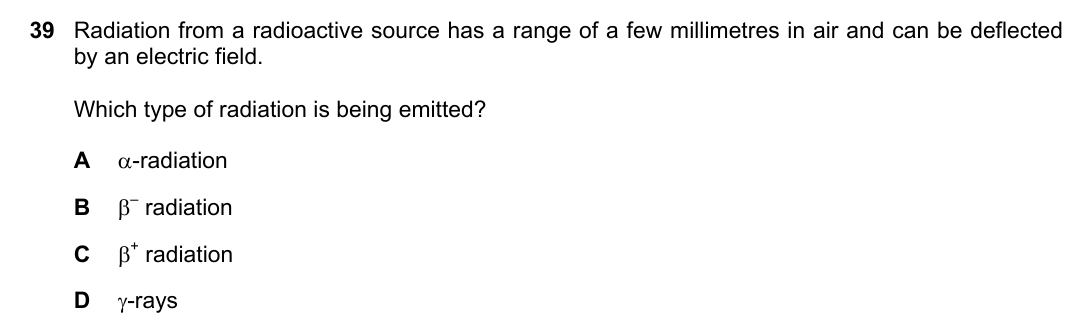 39 Radiation from a radioactive source has a range of a few millimetres in air and can be deflected
by an electric field.
Which type of radiation is being emitted?
A α-radiation
B β⁻ radiation
C β⁺ radiation
D γ-rays